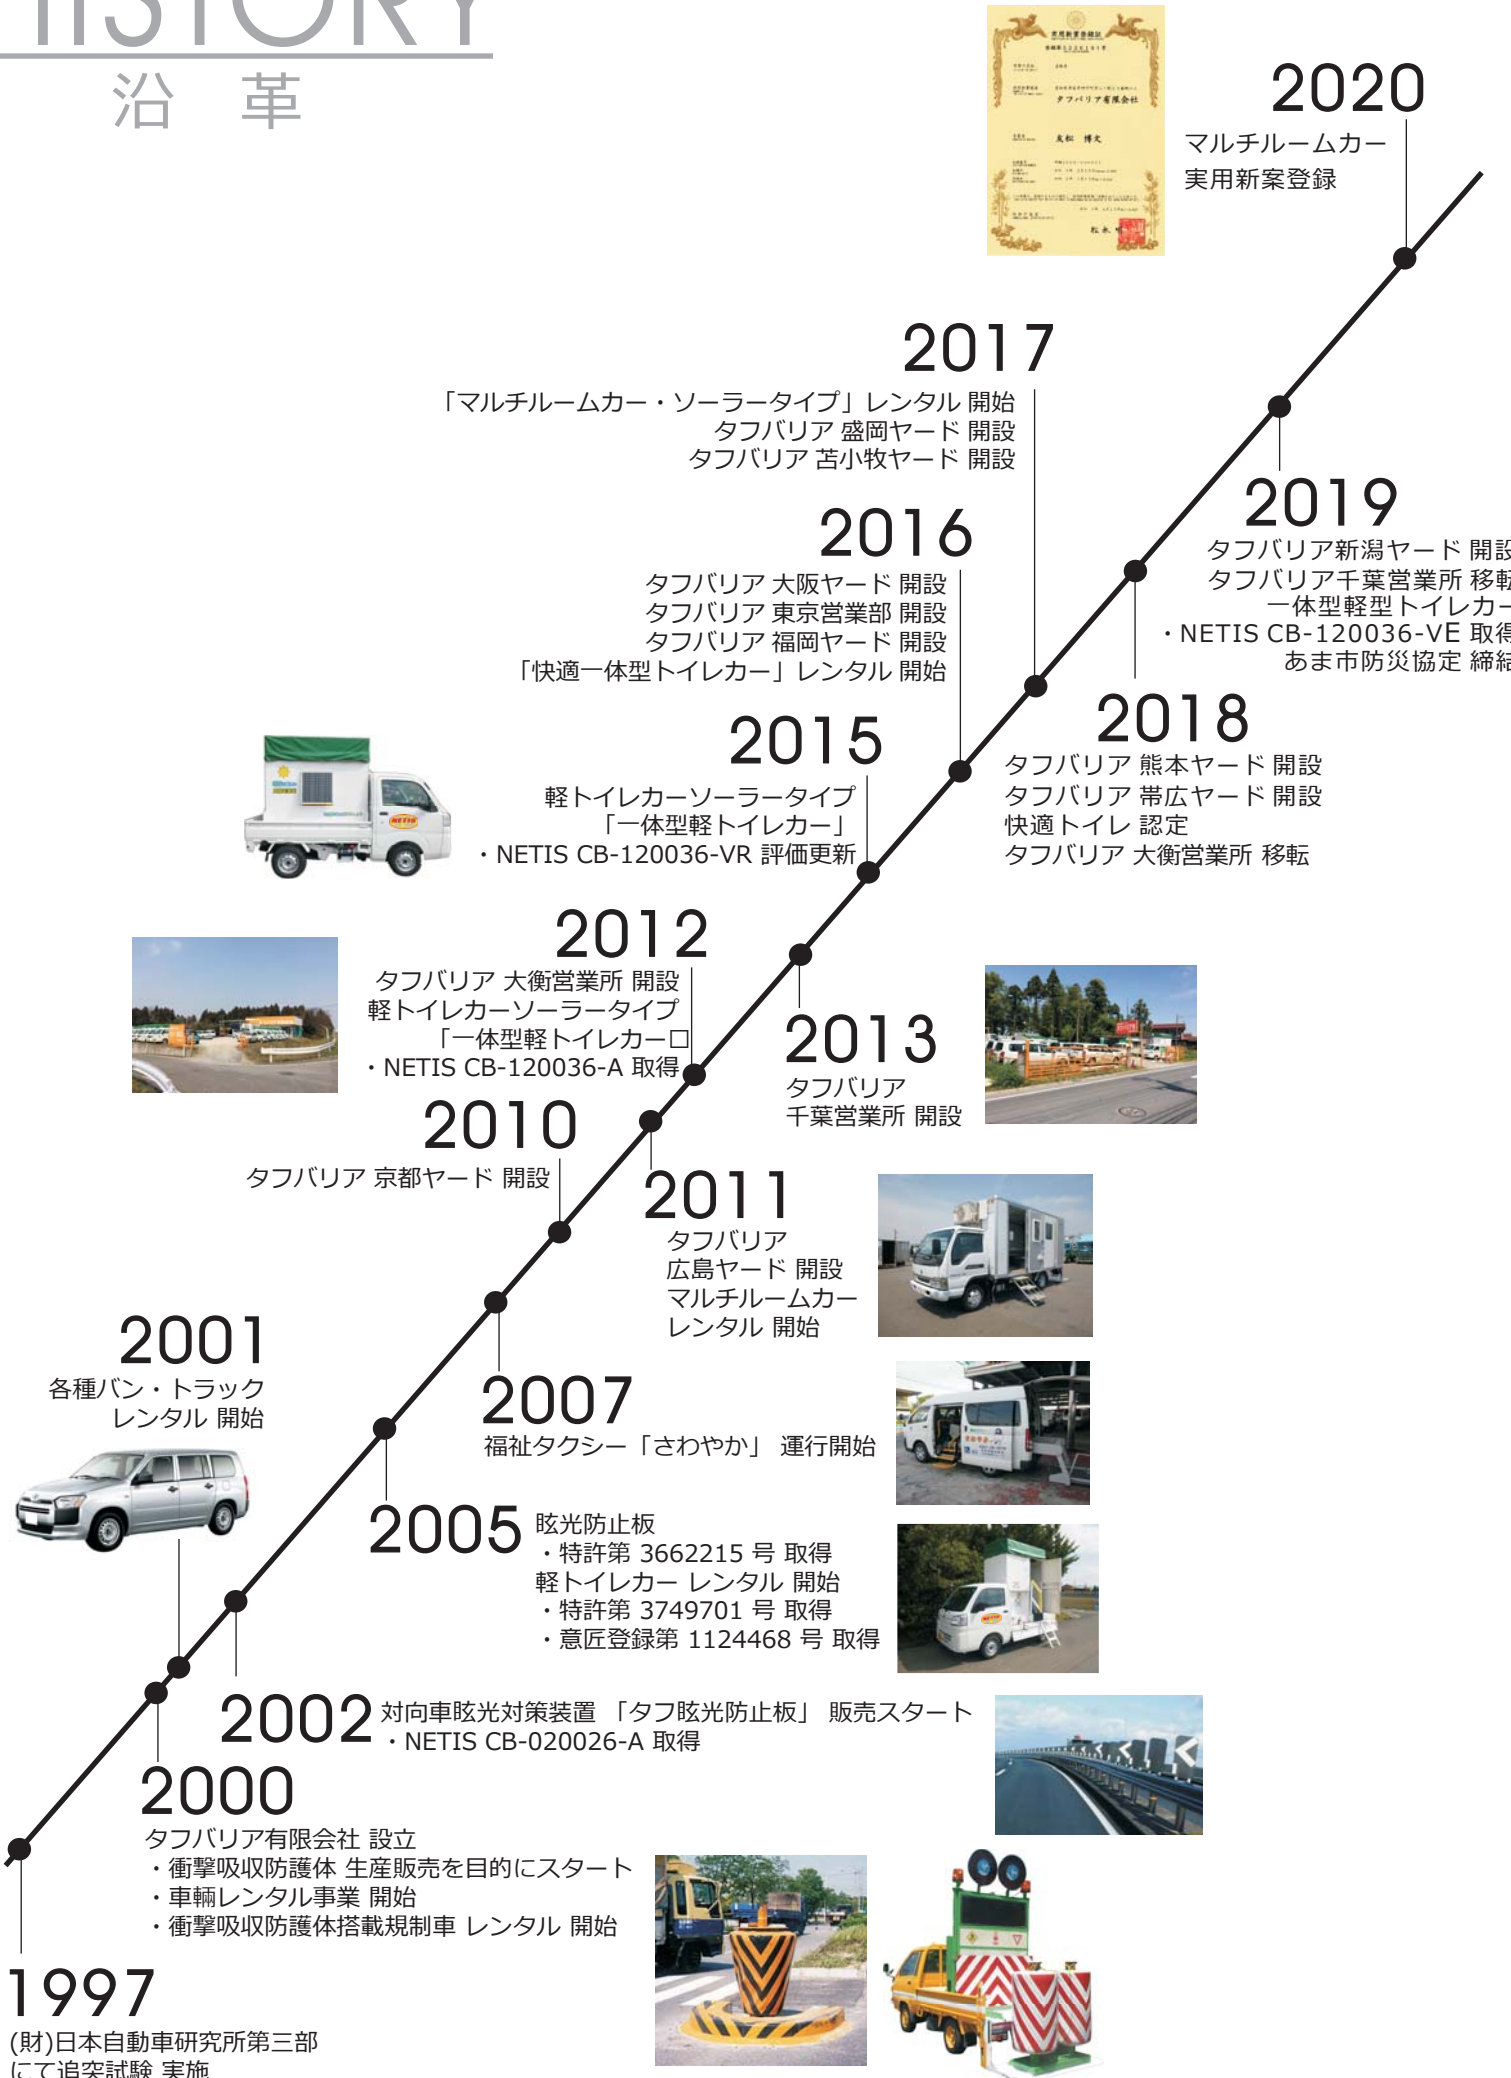 HISTORY
沿 革
実用新案登録証
タフバリア有限会社
友松 博文
2020
マルチルームカー
実用新案登録
2017
「マルチルームカー・ソーラータイプ」レンタル 開始
タフバリア 盛岡ヤード 開設
タフバリア 苫小牧ヤード 開設
2019
タフバリア新潟ヤード 開設
タフバリア千葉営業所 移転
一体型軽型トイレカー
・NETIS CB-120036-VE 取得
あま市防災協定 締結
2016
タフバリア 大阪ヤード 開設
タフバリア 東京営業部 開設
タフバリア 福岡ヤード 開設
「快適一体型トイレカー」レンタル 開始
2018
タフバリア 熊本ヤード 開設
タフバリア 帯広ヤード 開設
快適トイレ 認定
タフバリア 大衡営業所 移転
2015
軽トイレカーソーラータイプ
「一体型軽トイレカー」
・NETIS CB-120036-VR 評価更新
NETIS
2012
タフバリア 大衡営業所 開設
軽トイレカーソーラータイプ
「一体型軽トイレカー□
・NETIS CB-120036-A 取得
2013
タフバリア
千葉営業所 開設
2010
タフバリア 京都ヤード 開設
2011
タフバリア
広島ヤード 開設
マルチルームカー
レンタル 開始
2001
各種バン・トラック
レンタル 開始
2007
福祉タクシー「さわやか」 運行開始
2005
眩光防止板
・特許第 3662215 号 取得
軽トイレカー レンタル 開始
・特許第 3749701 号 取得
・意匠登録第 1124468 号 取得
NETIS
2002
対向車眩光対策装置 「タフ眩光防止板」 販売スタート
・NETIS CB-020026-A 取得
2000
タフバリア有限会社 設立
・衝撃吸収防護体 生産販売を目的にスタート
・車輌レンタル事業 開始
・衝撃吸収防護体搭載規制車 レンタル 開始
1997
(財)日本自動車研究所第三部
にて追突試験 実施